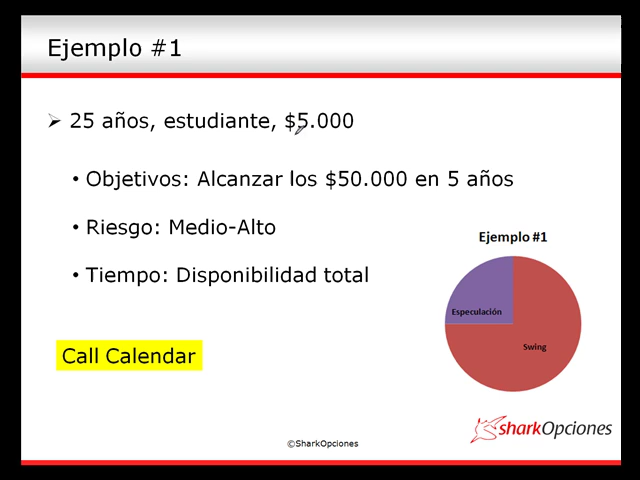 Ejemplo #1
25 años, estudiante, $5.000
• Objetivos: Alcanzar los $50.000 en 5 años
• Riesgo: Medio-Alto
• Tiempo: Disponibilidad total
Ejemplo #1
Especulación
Swing
Call Calendar
sharkOpciones
©SharkOpciones